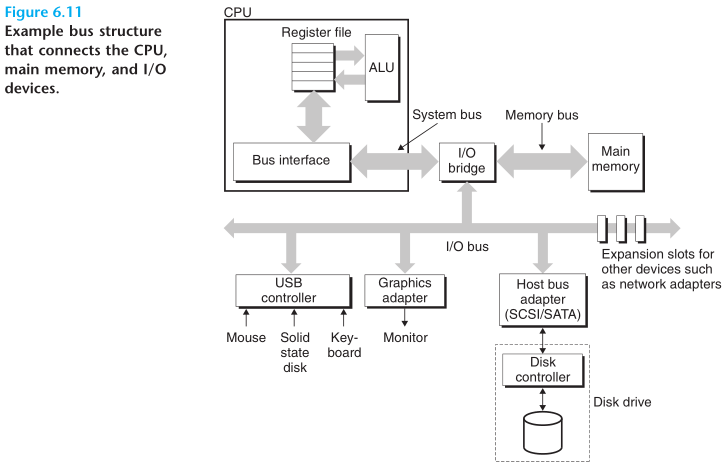 Figure 6.11
Example bus structure
that connects the CPU,
main memory, and I/O
devices.
CPU
Register file
ALU
System bus
Memory bus
Bus interface
I/O
bridge
Main
memory
I/O bus
Expansion slots for
other devices such
as network adapters
USB
controller
Graphics
adapter
Host bus
adapter
(SCSI/SATA)
Mouse
Solid
state
disk
Key-
board
Monitor
Disk
controller
Disk drive